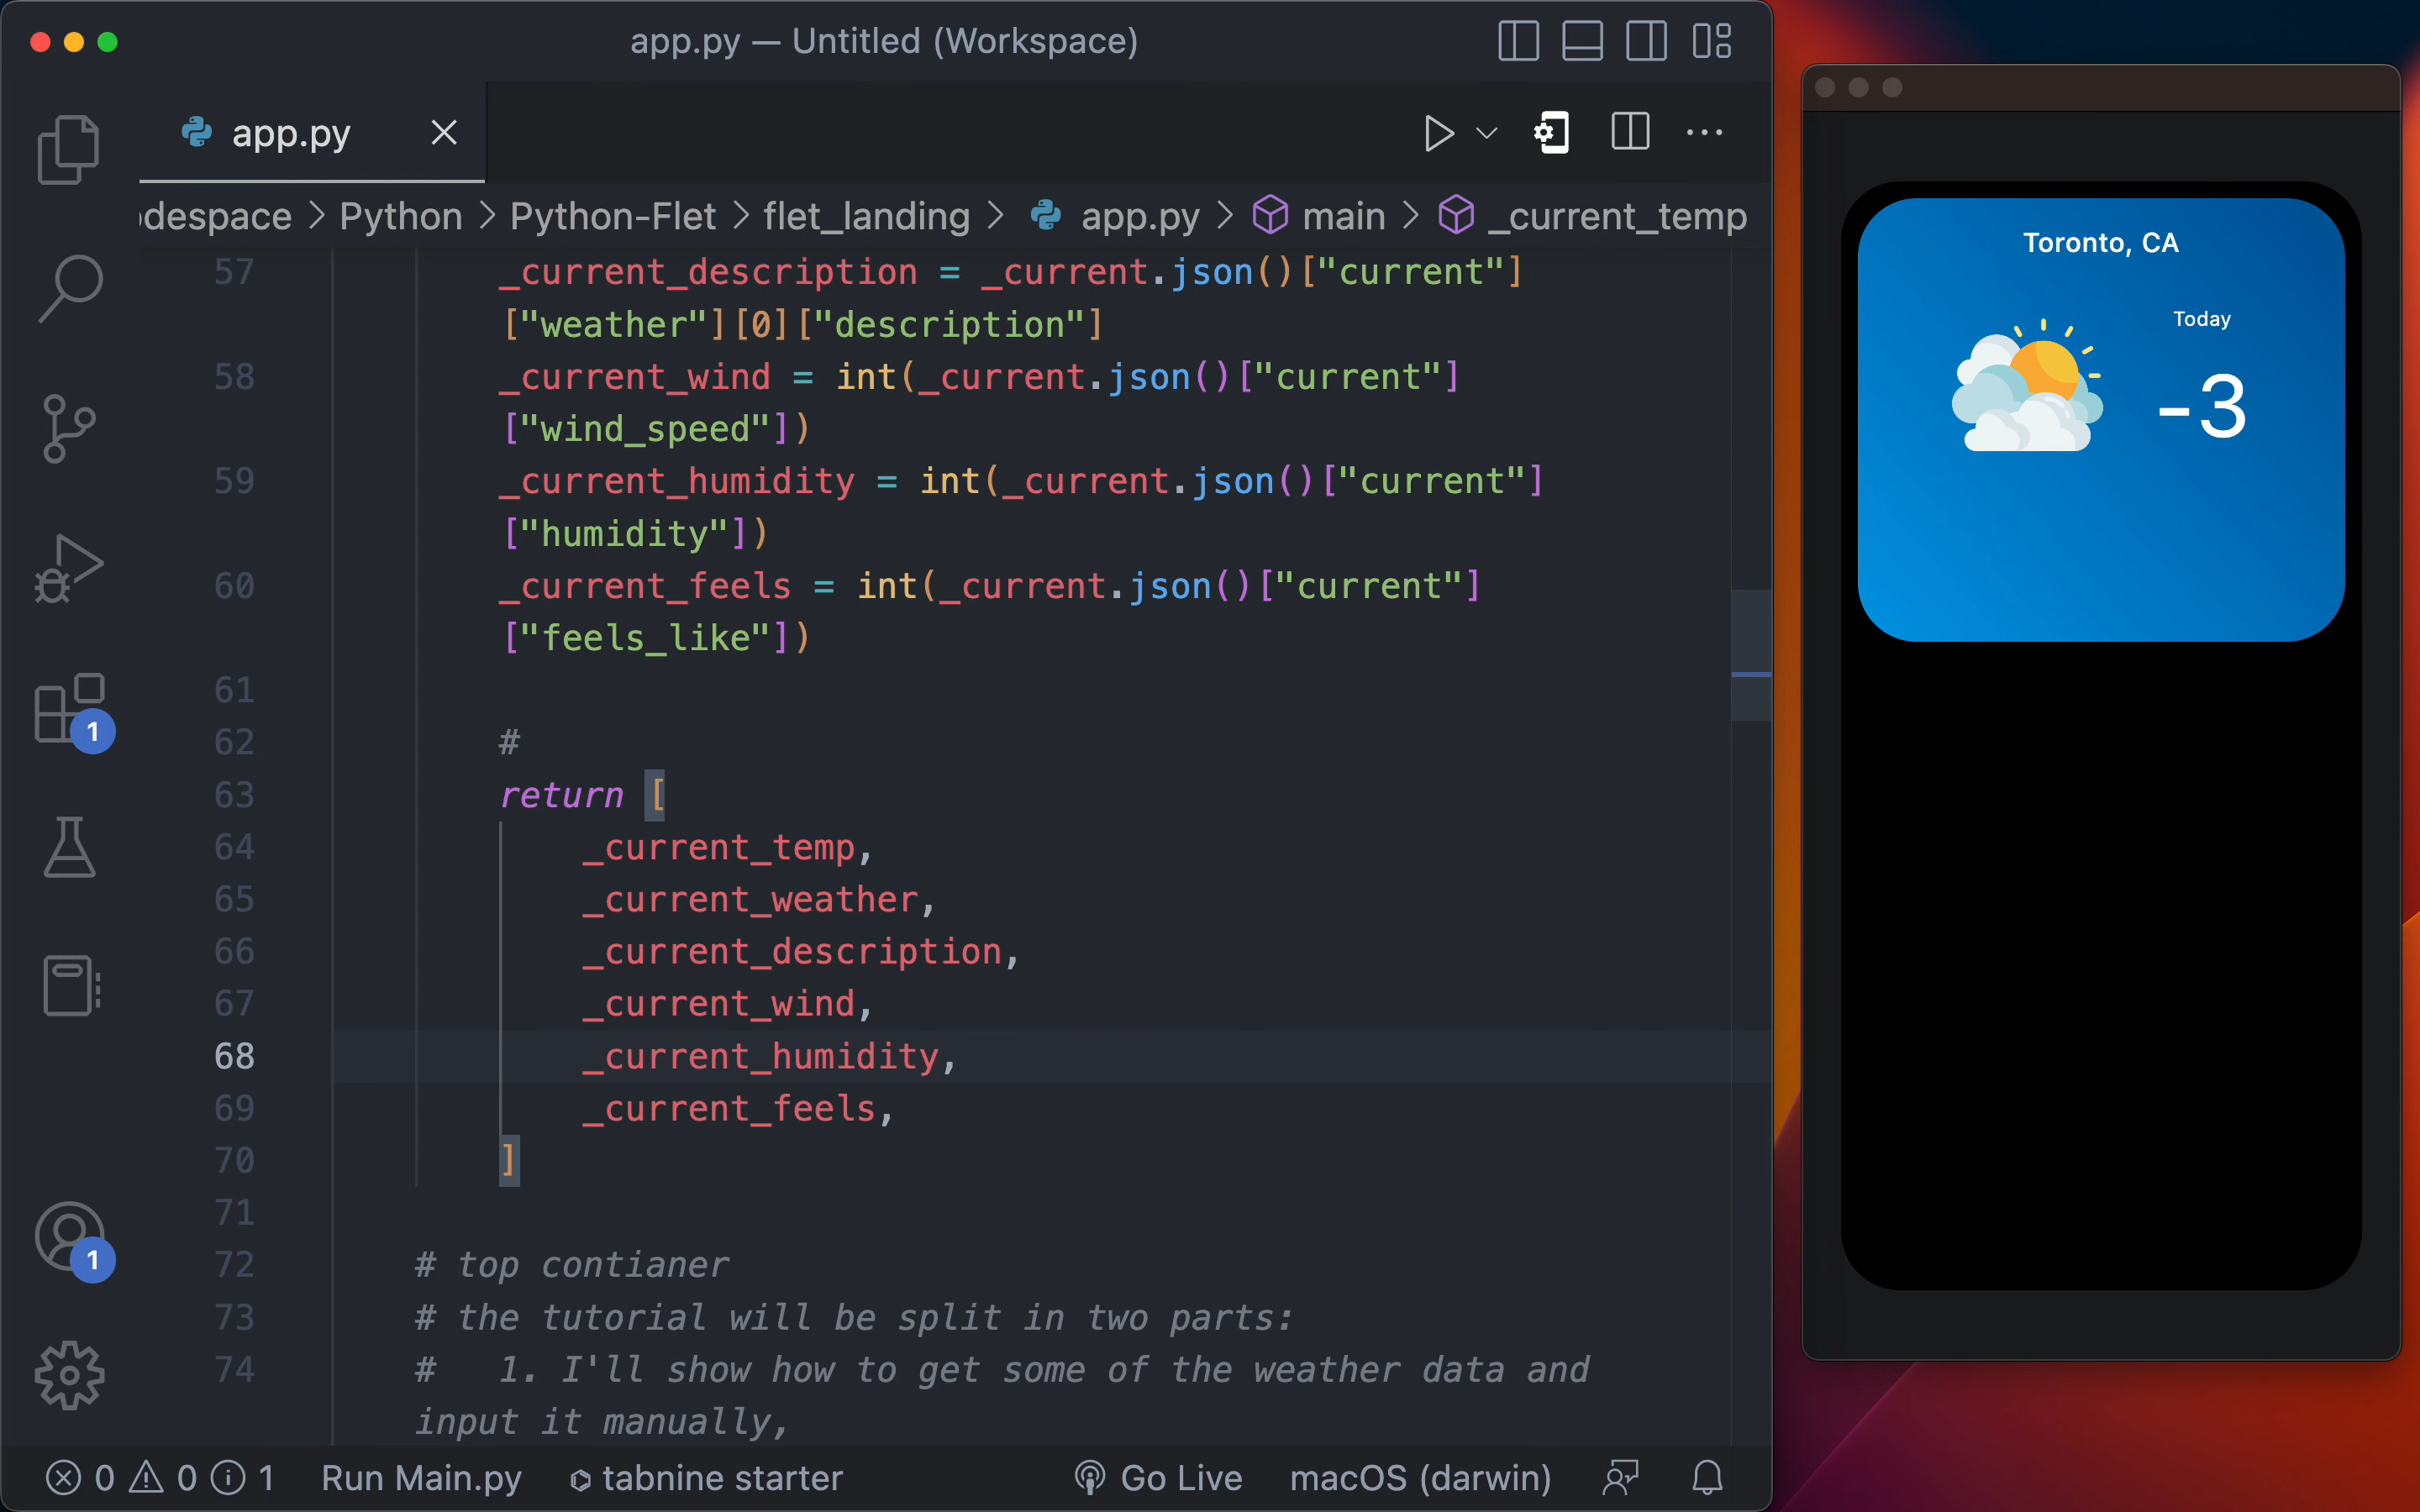 app.py — Untitled (Workspace)
app.py
odespace > Python > Python-Flet > flet_landing > app.py > main > _current_temp
57 _current_description = _current.json()["current"]
["weather"][0]["description"]
58 _current_wind = int(_current.json()["current"]
["wind_speed"])
59 _current_humidity = int(_current.json()["current"]
["humidity"])
60 _current_feels = int(_current.json()["current"]
["feels_like"])
61
62 #
63 return [
64 _current_temp,
65 _current_weather,
66 _current_description,
67 _current_wind,
68 _current_humidity,
69 _current_feels,
70 ]
71
72 # top contianer
73 # the tutorial will be split in two parts:
74 #   1. I'll show how to get some of the weather data and
input it manually,
1
1
0 0 1 Run Main.py tabnine starter Go Live macOS (darwin)
Toronto, CA
Today
-3